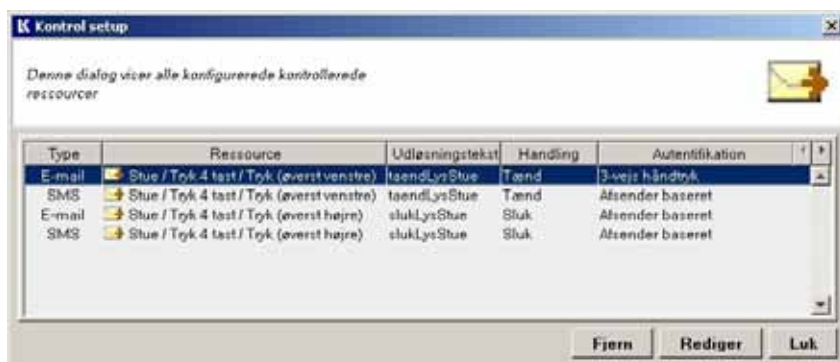 Kontrol setup
Denne dialog viser alle konfigurerede kontrollerede
ressourcer
Type Ressource Udløsningstekst Handling Autentifikation
E-mail Stue / Tryk 4 tast / Tryk (øverst venstre) taendLysStue Tænd 3-vejs håndtryk
SMS Stue / Tryk 4 tast / Tryk (øverst venstre) taendLysStue Tænd Afsender baseret
E-mail Stue / Tryk 4 tast / Tryk (øverst højre) slukLysStue Sluk Afsender baseret
SMS Stue / Tryk 4 tast / Tryk (øverst højre) slukLysStue Sluk Afsender baseret
Fjern Rediger Luk